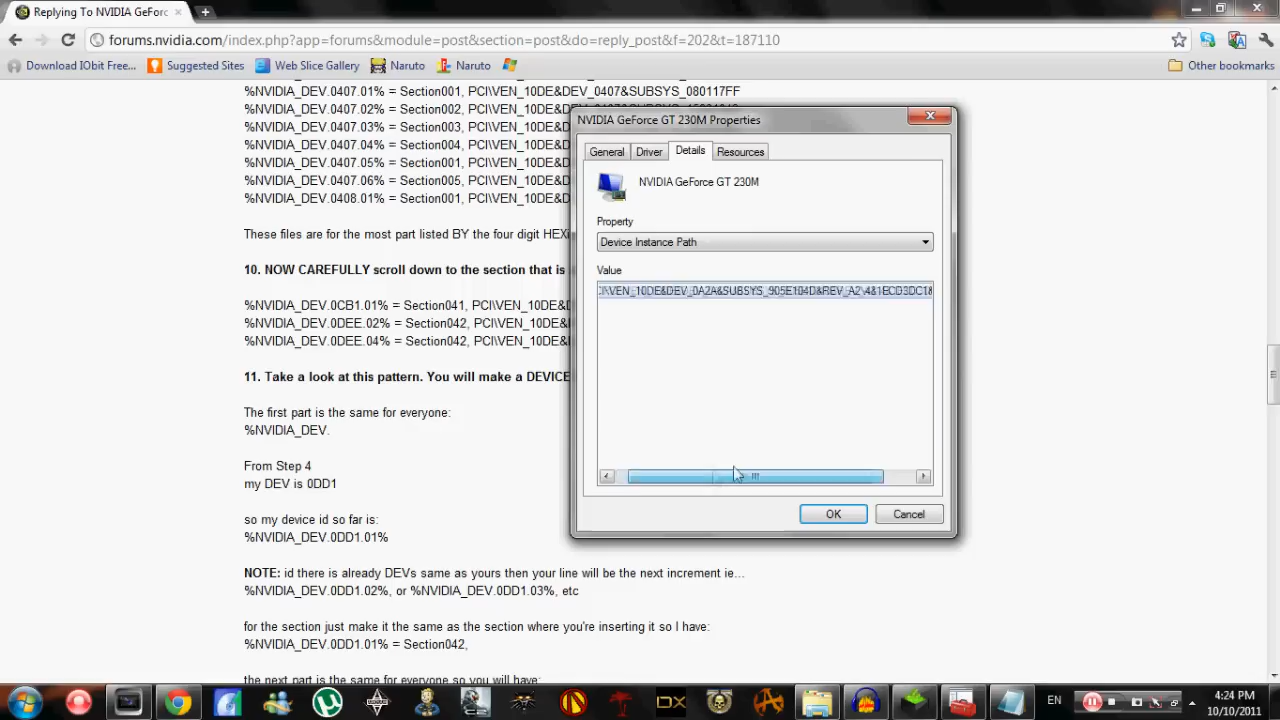 Replying To NVIDIA GeForc
forums.nvidia.com/index.php?app=forums&module=post&section=post&do=reply_post&f=202&t=187110
Download IObit Free... Suggested Sites Web Slice Gallery Naruto Naruto Other bookmarks
%NVIDIA_DEV.0407.01% = Section001, PCI\VEN_10DE&DEV_0407&SUBSYS_080117FF
%NVIDIA_DEV.0407.02% = Section002, PCI\VEN_10DE&DEV_0407&SUBSYS_
%NVIDIA_DEV.0407.03% = Section003, PCI\VEN_10DE&D
%NVIDIA_DEV.0407.04% = Section004, PCI\VEN_10DE&D
%NVIDIA_DEV.0407.05% = Section001, PCI\VEN_10DE&D
%NVIDIA_DEV.0407.06% = Section005, PCI\VEN_10DE&D
%NVIDIA_DEV.0408.01% = Section001, PCI\VEN_10DE&D
These files are for the most part listed BY the four digit HEXi
10. NOW CAREFULLY scroll down to the section that is
%NVIDIA_DEV.0CB1.01% = Section041, PCI\VEN_10DE&D
%NVIDIA_DEV.0DEE.02% = Section042, PCI\VEN_10DE&
%NVIDIA_DEV.0DEE.04% = Section042, PCI\VEN_10DE&
11. Take a look at this pattern. You will make a DEVICE
The first part is the same for everyone:
%NVIDIA_DEV.
From Step 4
my DEV is 0DD1
so my device id so far is:
%NVIDIA_DEV.0DD1.01%
NOTE: id there is already DEVs same as yours then your line will be the next increment ie...
%NVIDIA_DEV.0DD1.02%, or %NVIDIA_DEV.0DD1.03%, etc
for the section just make it the same as the section where you're inserting it so I have:
%NVIDIA_DEV.0DD1.01% = Section042,
the next part is the same for everyone so you will have:
NVIDIA GeForce GT 230M Properties
General Driver Details Resources
NVIDIA GeForce GT 230M
Property
Device Instance Path
Value
CI\VEN_10DE&DEV_0A2A&SUBSYS_905E104D&REV_A2\4&1ECD3DC1&
OK Cancel
DX
EN
4:24 PM
10/10/2011